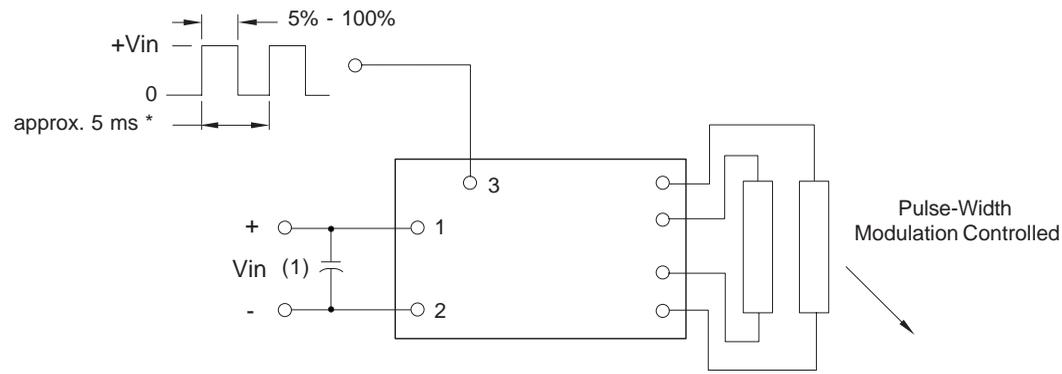 5% - 100%
+Vin
0
approx. 5 ms *
3
+
1
Vin (1)
-
2
Pulse-Width
Modulation Controlled